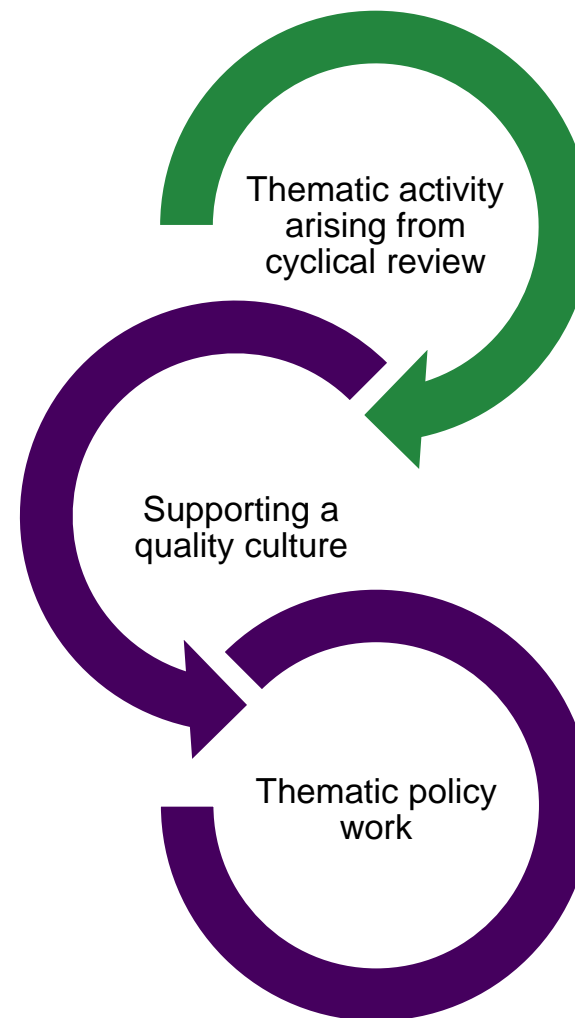 Thematic activity
arising from
cyclical review
Supporting a
quality culture
Thematic policy
work